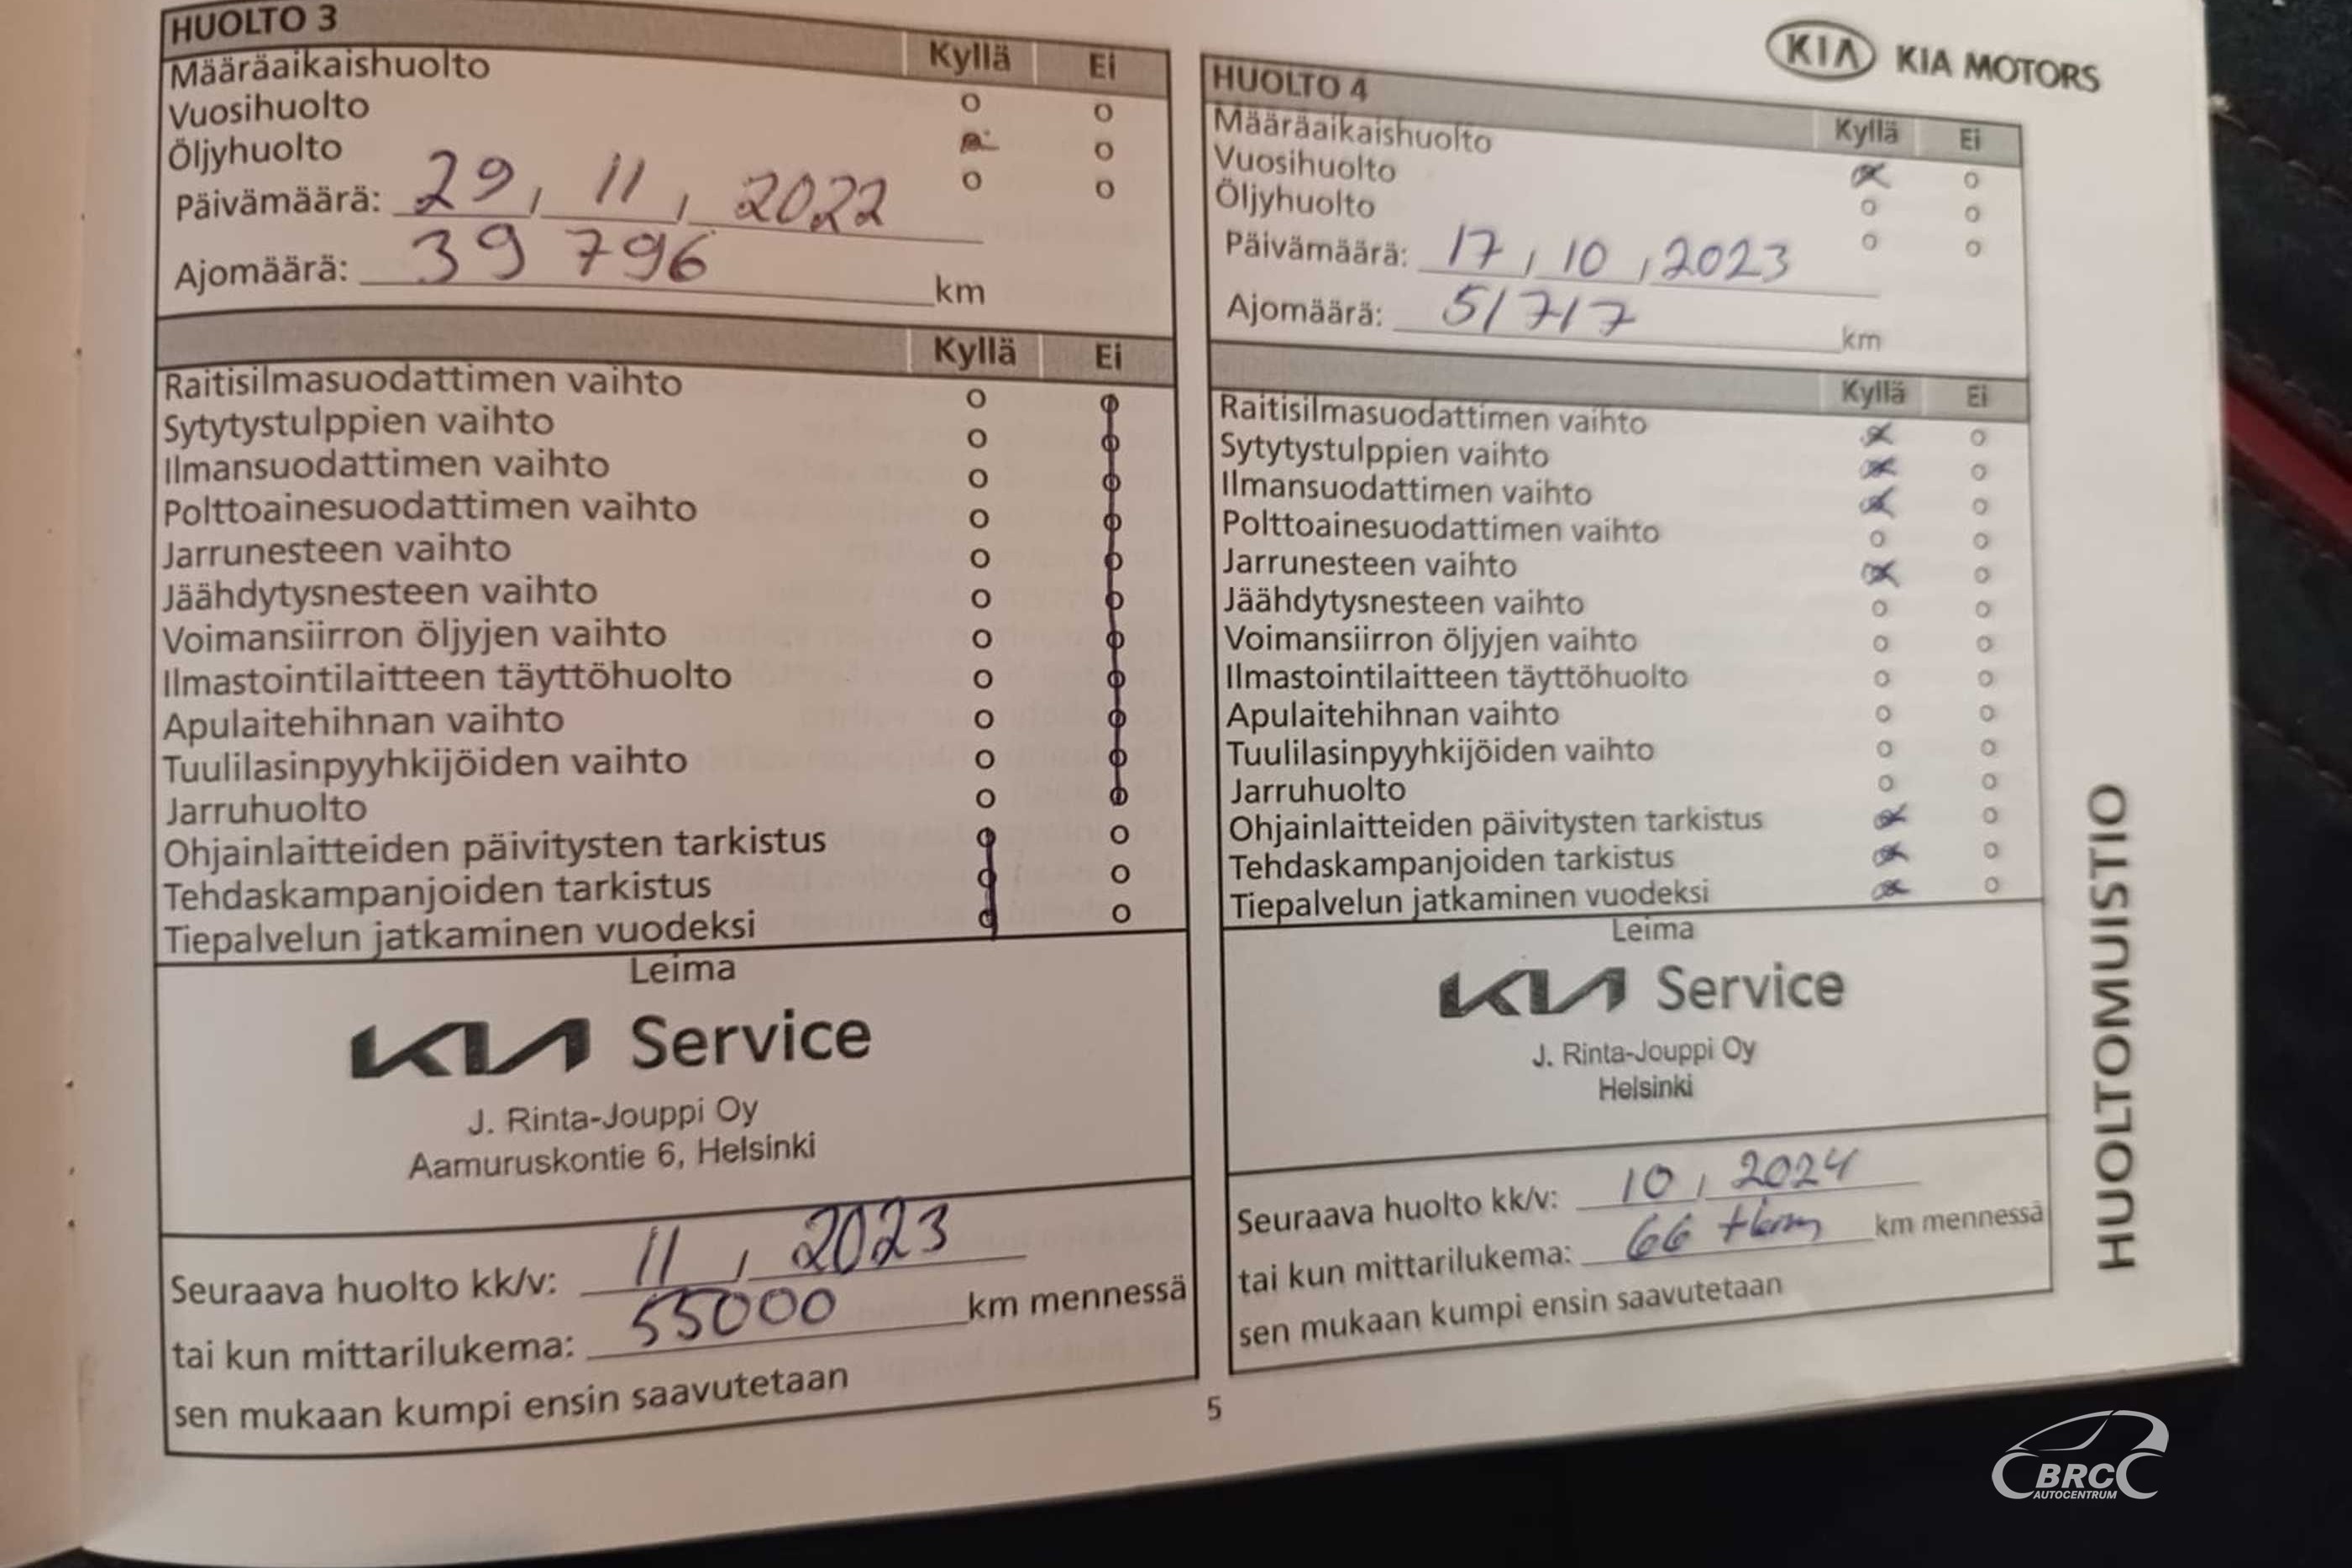 HUOLTO 3
Kyllä Ei
Määräaikaishuolto o o
Vuosihuolto o
Öljyhuolto o o
Päivämäärä: 29, 11, 2022
Ajomäärä: 39 796 km
Kyllä Ei
Raitisilmasuodattimen vaihto
Sytytystulppien vaihto
Ilmansuodattimen vaihto
Polttoainesuodattimen vaihto
Jarrunesteen vaihto
Jäähdytysnesteen vaihto
Voimansiirron öljyjen vaihto
Ilmastointilaitteen täyttöhuolto
Apulaitehihnan vaihto
Tuulilasinpyyhkijöiden vaihto
Jarruhuolto
Ohjainlaitteiden päivitysten tarkistus
Tehdaskampanjoiden tarkistus
Tiepalvelun jatkaminen vuodeksi
Leima
KIA Service
J. Rinta-Jouppi Oy
Aamuruskontie 6, Helsinki
Seuraava huolto kk/v: 11, 2023
tai kun mittarilukema: 55000 km mennessä
sen mukaan kumpi ensin saavutetaan
KIA KIA MOTORS
HUOLTO 4
Kyllä Ei
Määräaikaishuolto
Vuosihuolto
Öljyhuolto
Päivämäärä: 17, 10, 2023
Ajomäärä: 51717 km
Kyllä Ei
Raitisilmasuodattimen vaihto
Sytytystulppien vaihto
Ilmansuodattimen vaihto
Polttoainesuodattimen vaihto
Jarrunesteen vaihto
Jäähdytysnesteen vaihto
Voimansiirron öljyjen vaihto
Ilmastointilaitteen täyttöhuolto
Apulaitehihnan vaihto
Tuulilasinpyyhkijöiden vaihto
Jarruhuolto
Ohjainlaitteiden päivitysten tarkistus
Tehdaskampanjoiden tarkistus
Tiepalvelun jatkaminen vuodeksi
Leima
KIA Service
J. Rinta-Jouppi Oy
Helsinki
Seuraava huolto kk/v: 10, 2024
tai kun mittarilukema: 66 tkm km mennessä
sen mukaan kumpi ensin saavutetaan
HUOLTOMUISTIO
5
BRC
AUTOCENTRUM